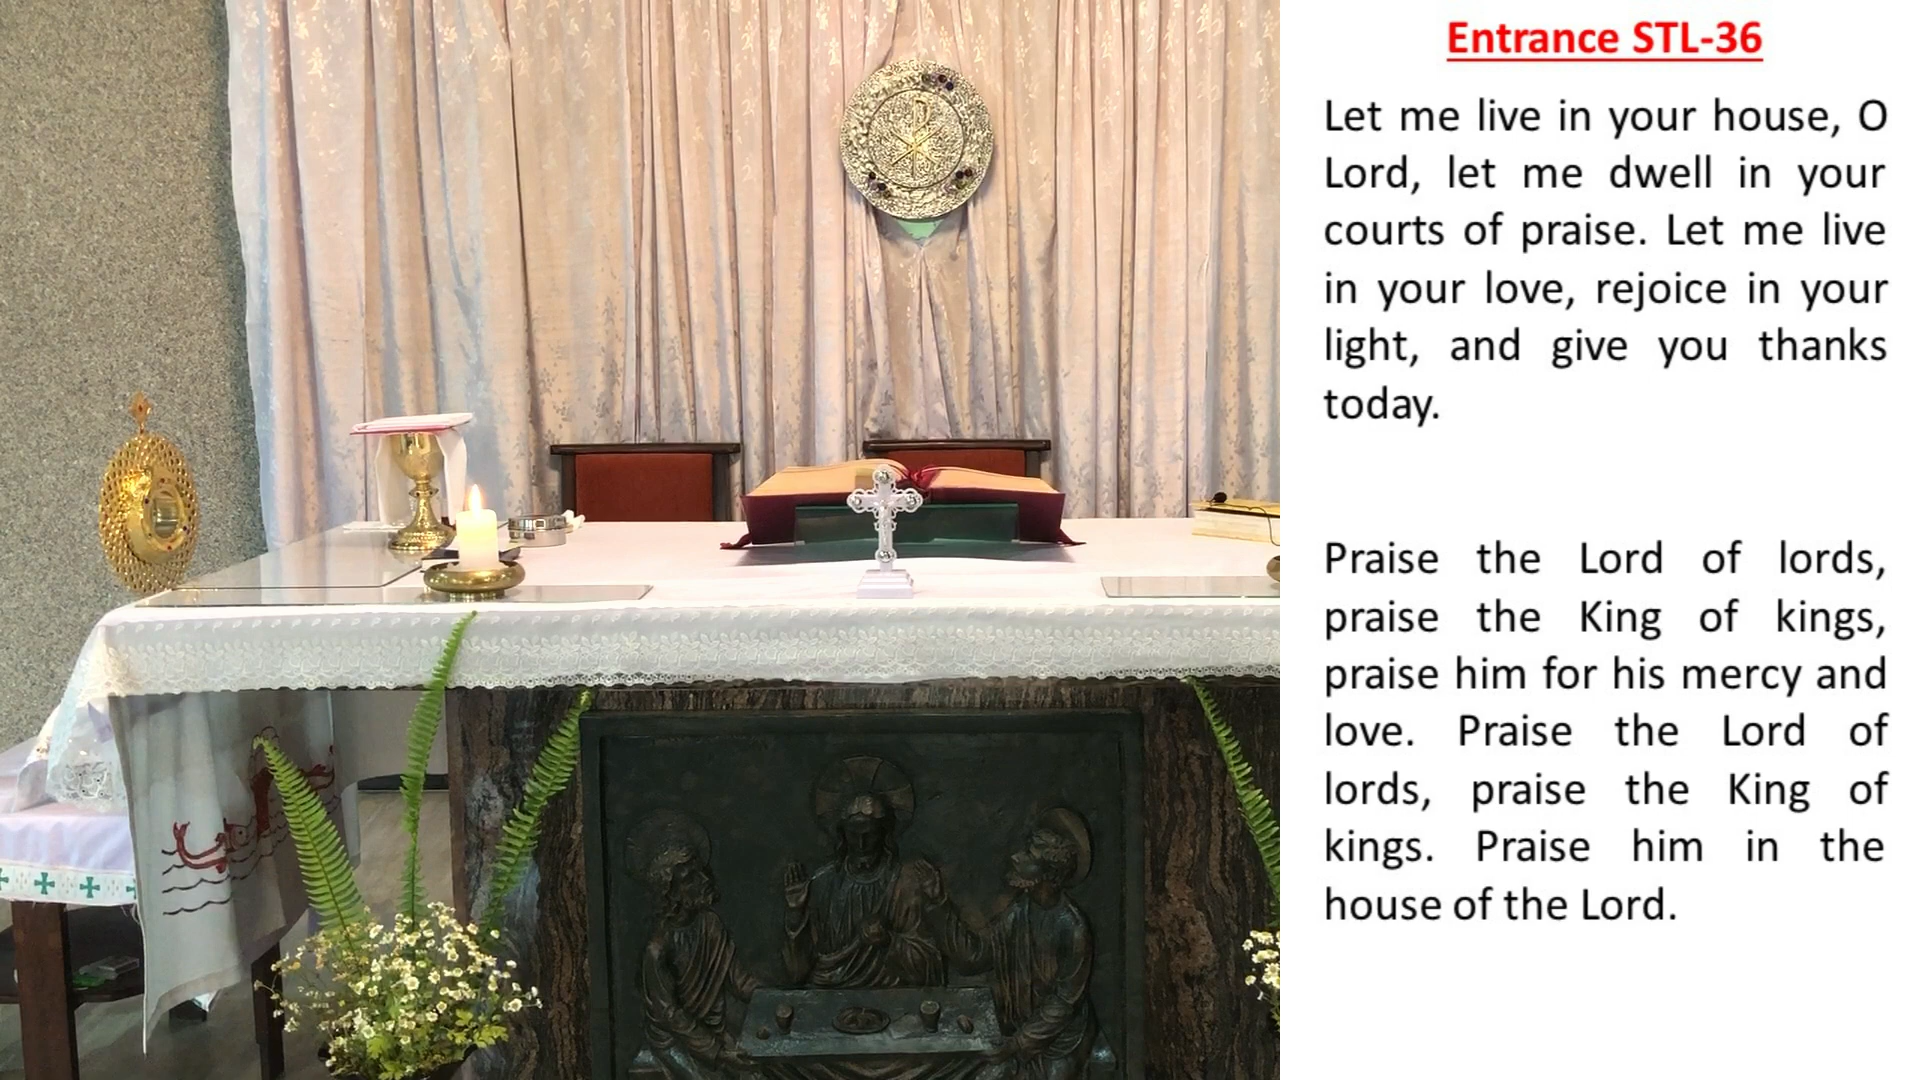 Entrance STL-36
Let me live in your house, O
Lord, let me dwell in your
courts of praise. Let me live
in your love, rejoice in your
light, and give you thanks
today.
Praise the Lord of lords,
praise the King of kings,
praise him for his mercy and
love. Praise the Lord of
lords, praise the King of
kings. Praise him in the
house of the Lord.